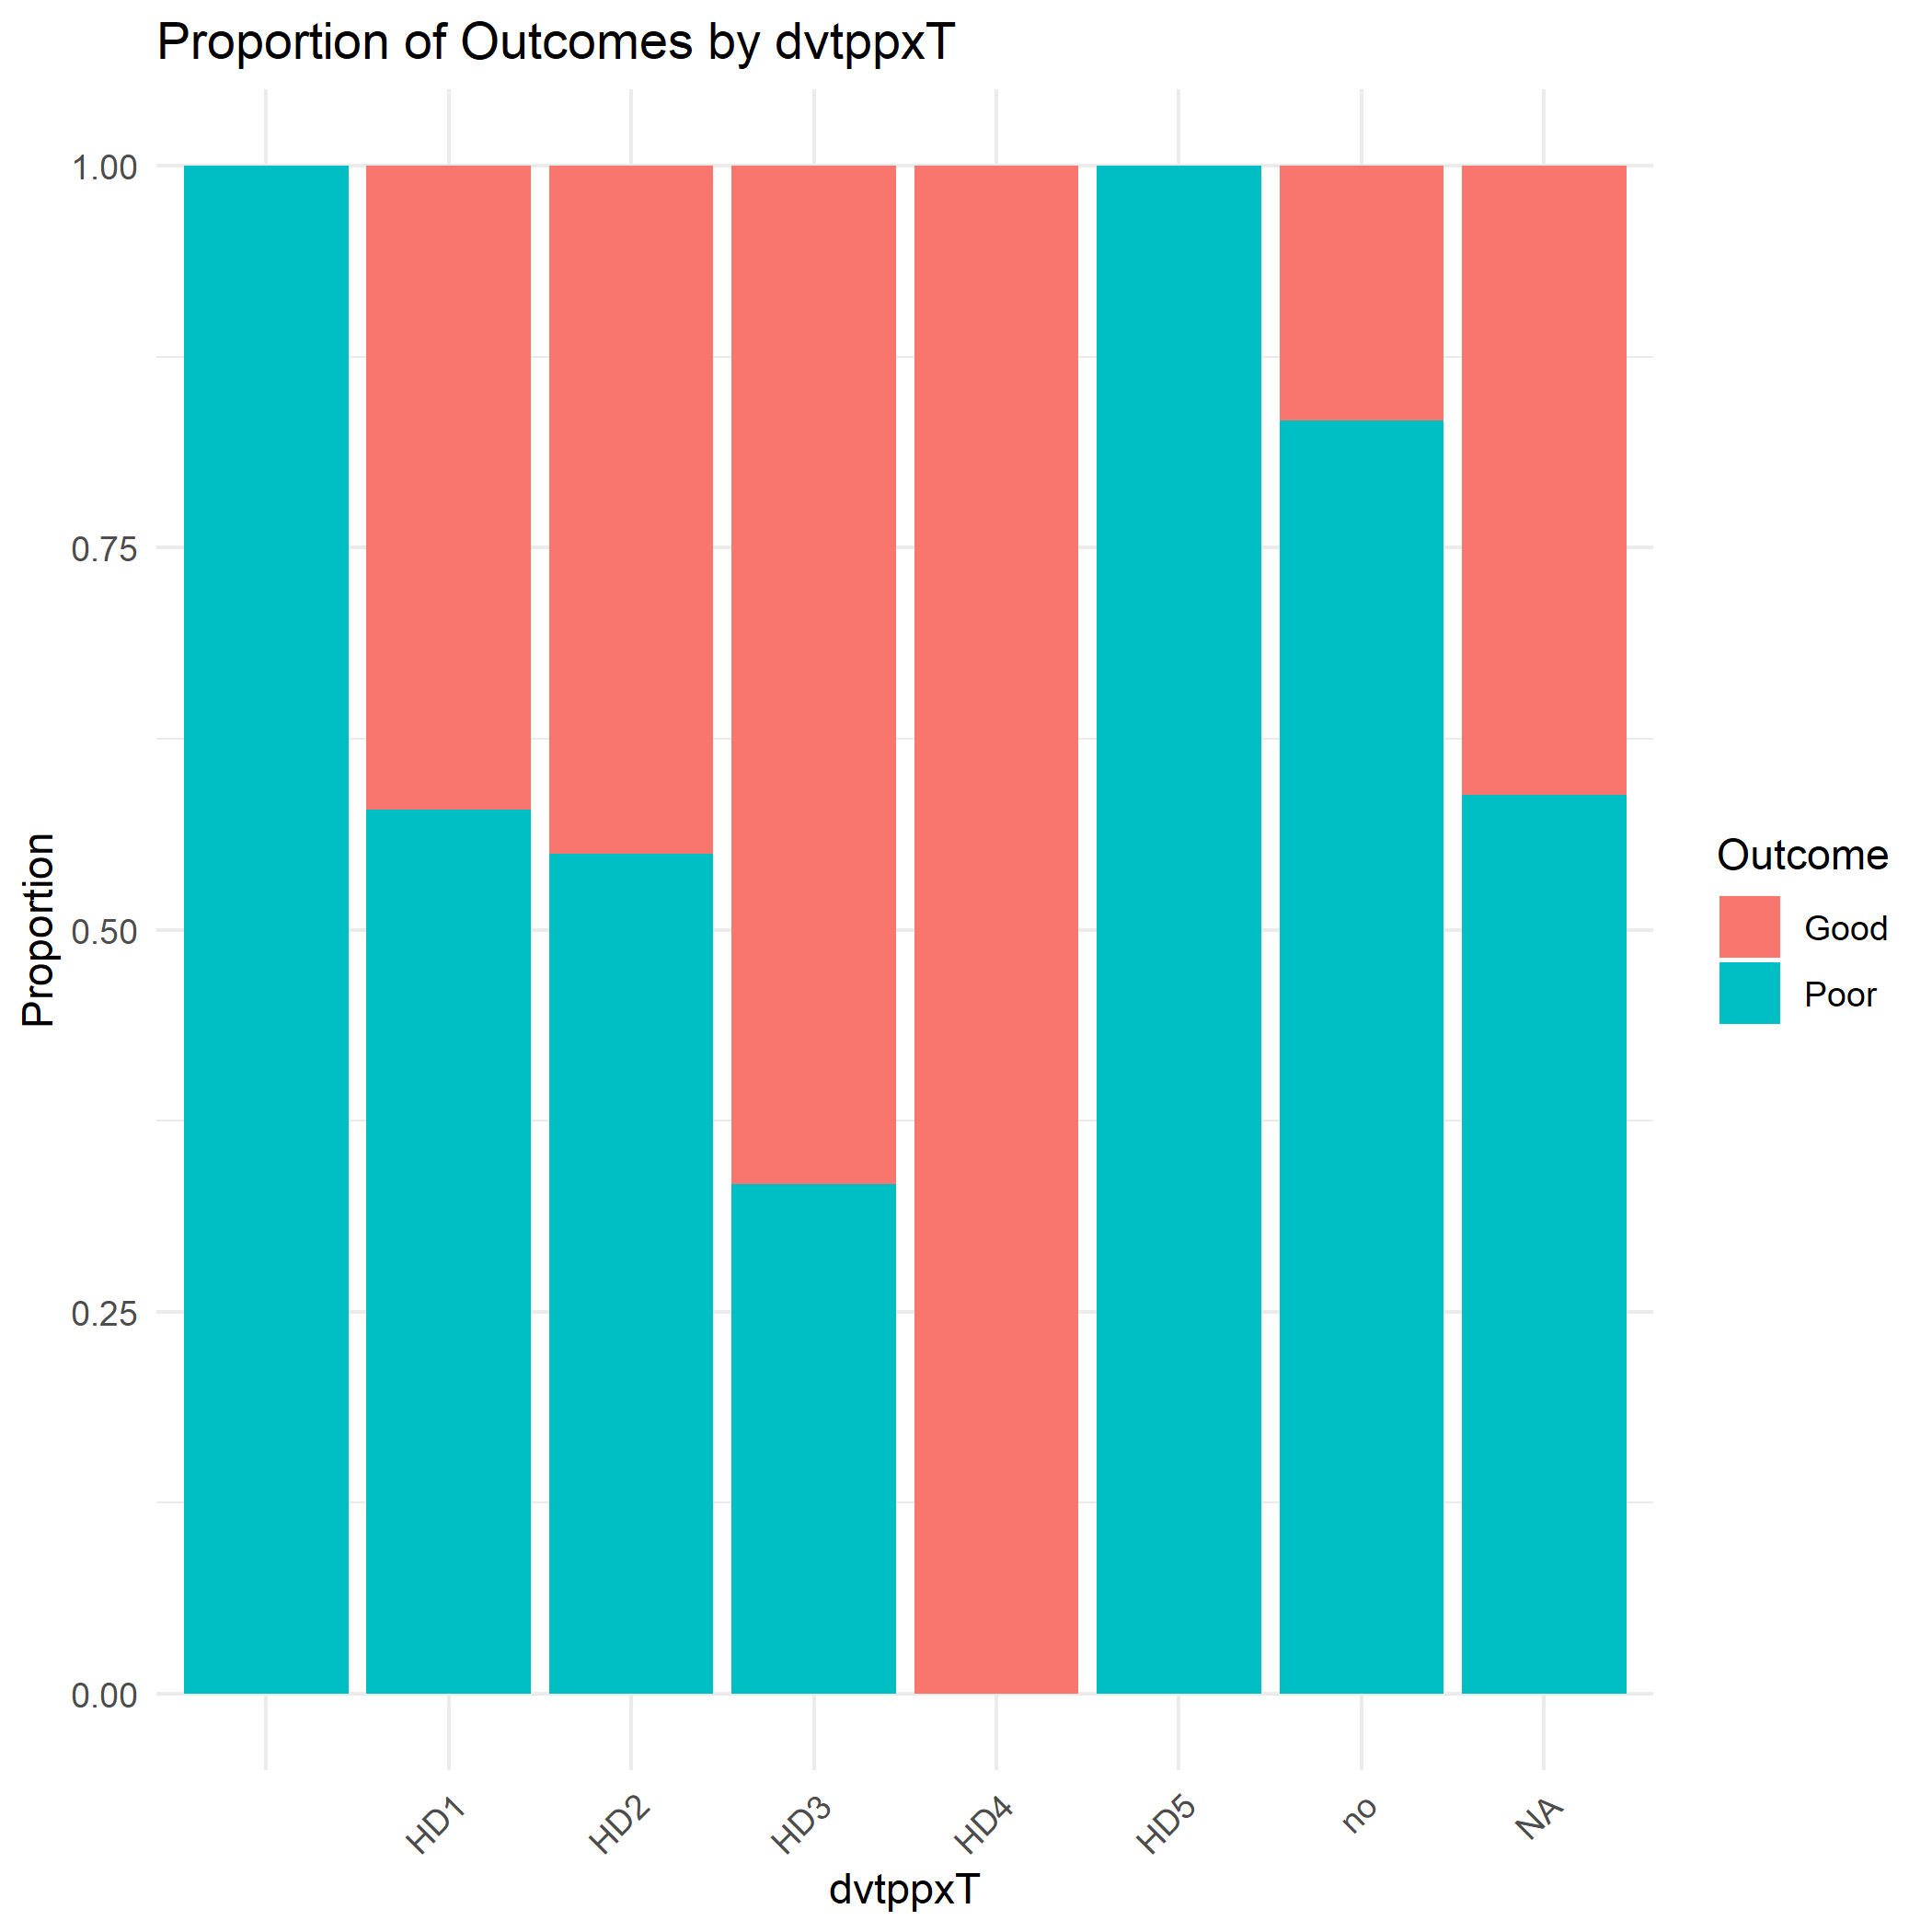 Proportion of Outcomes by dvtppxT
1.00
0.75
0.50
0.25
0.00
Proportion
HD1
HD2
HD3
HD4
HD5
no
NA
dvtppxT
Outcome
Good
Poor